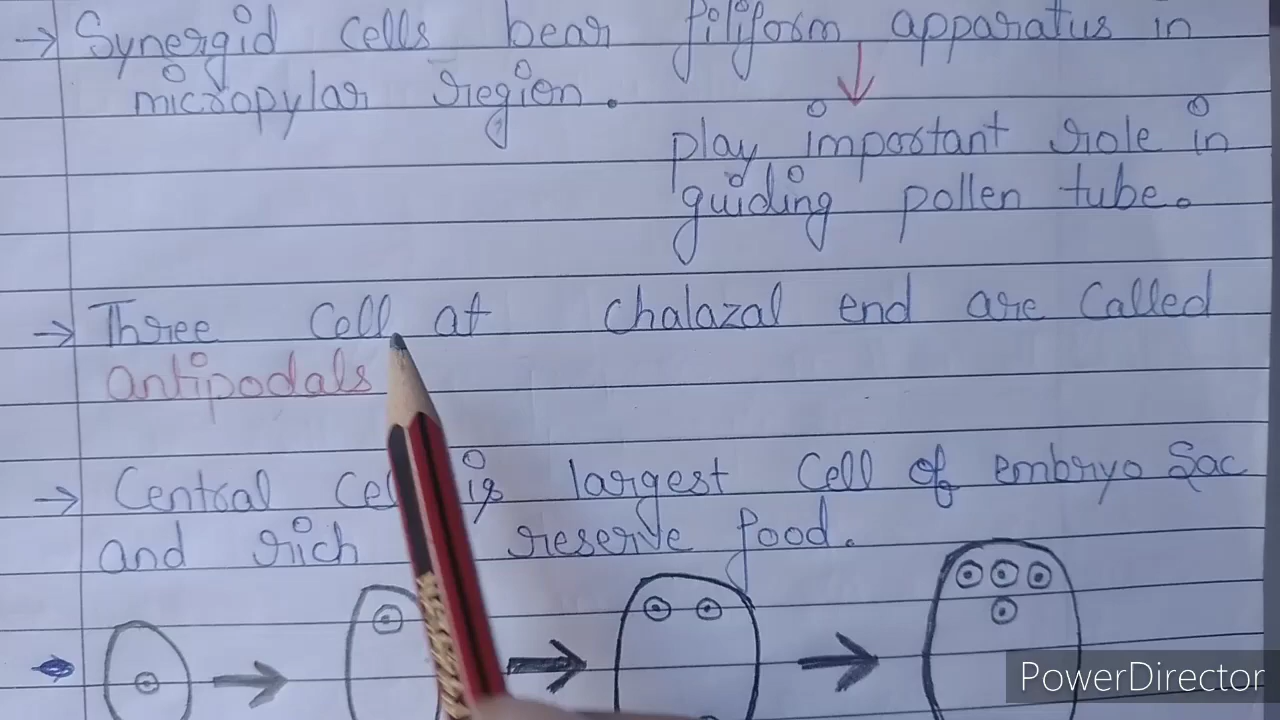 → Synergid cells bear filiform apparatus in
micropylar region.
play important role in
guiding pollen tube.
→ Three cell at chalazal end are called
antipodals
→ Central cell is largest cell of embryo sac
and rich reserve food.
PowerDirector